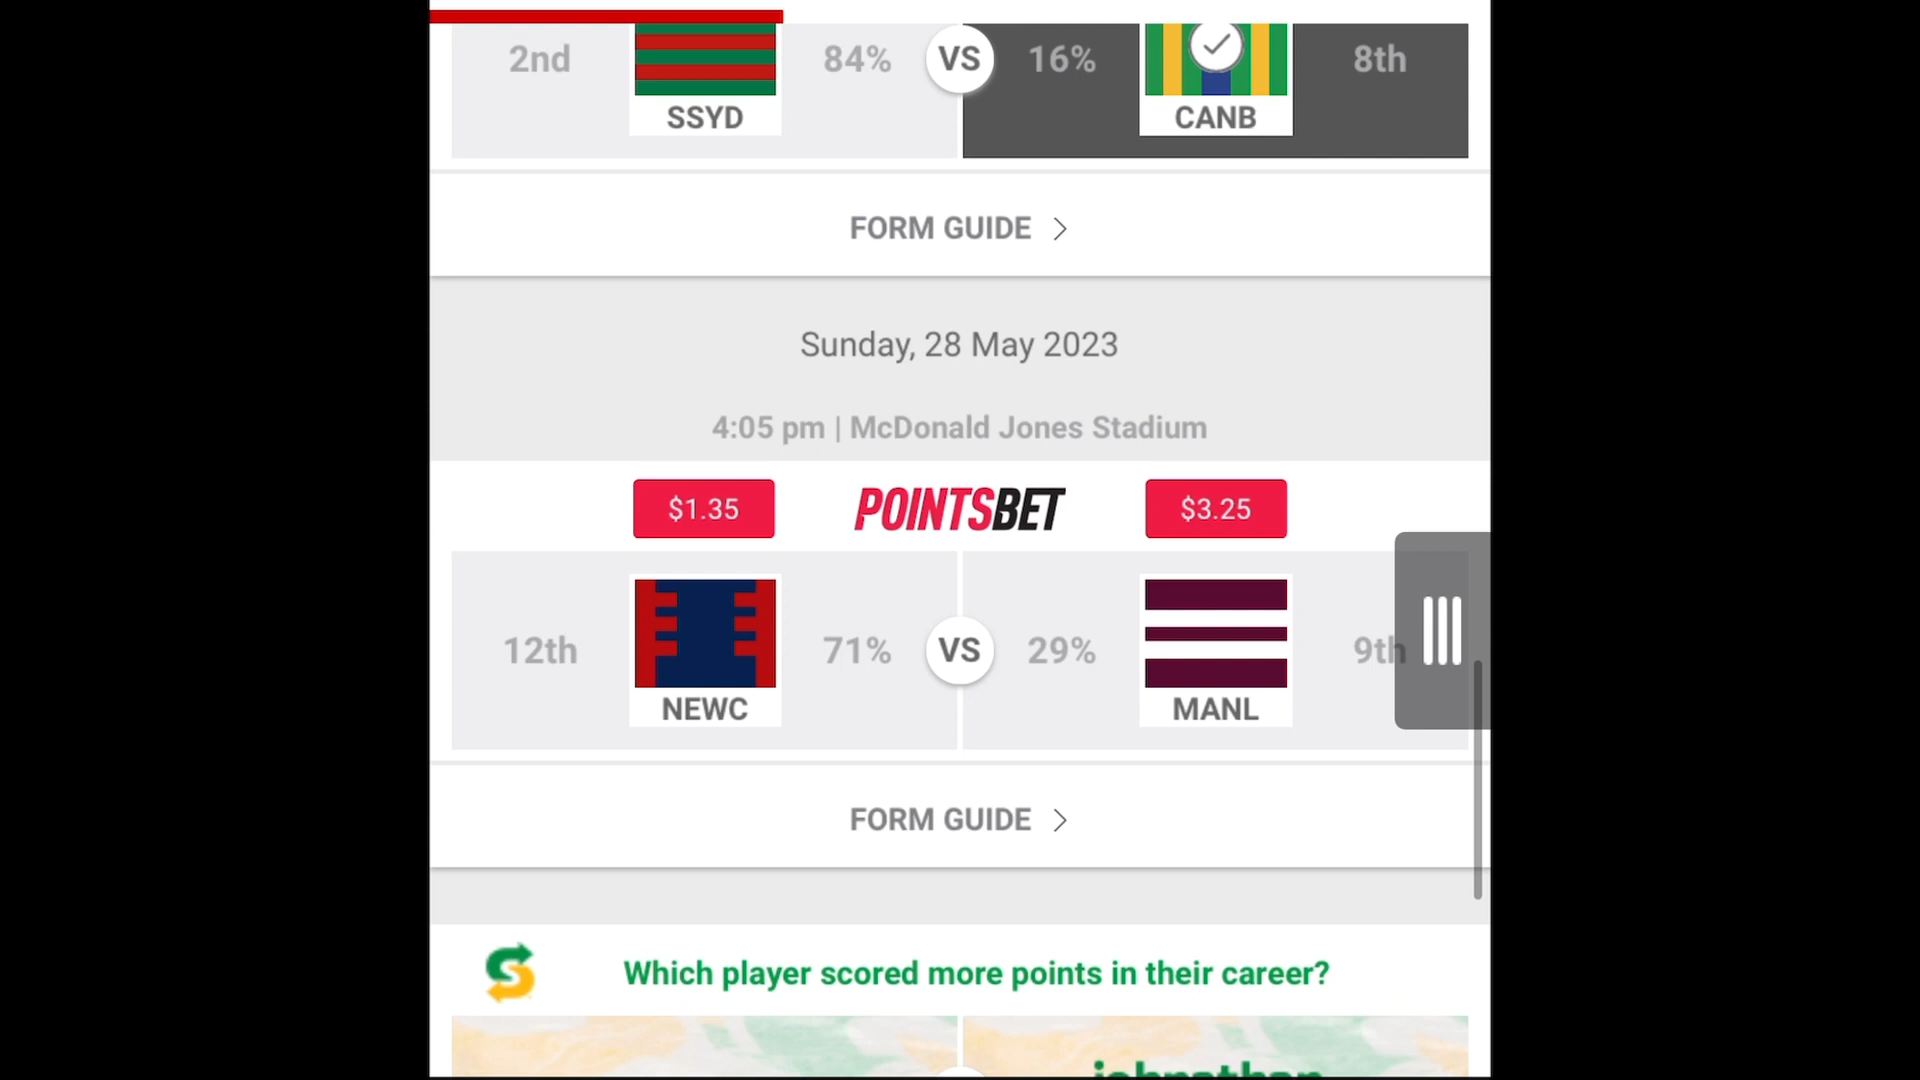 2nd 84% VS 16% 8th
SSYD CANB
FORM GUIDE
Sunday, 28 May 2023
4:05 pm | McDonald Jones Stadium
$1.35 POINTSBET $3.25
12th 71% VS 29% 9th
NEWC MANL
FORM GUIDE
Which player scored more points in their career?
johnathan